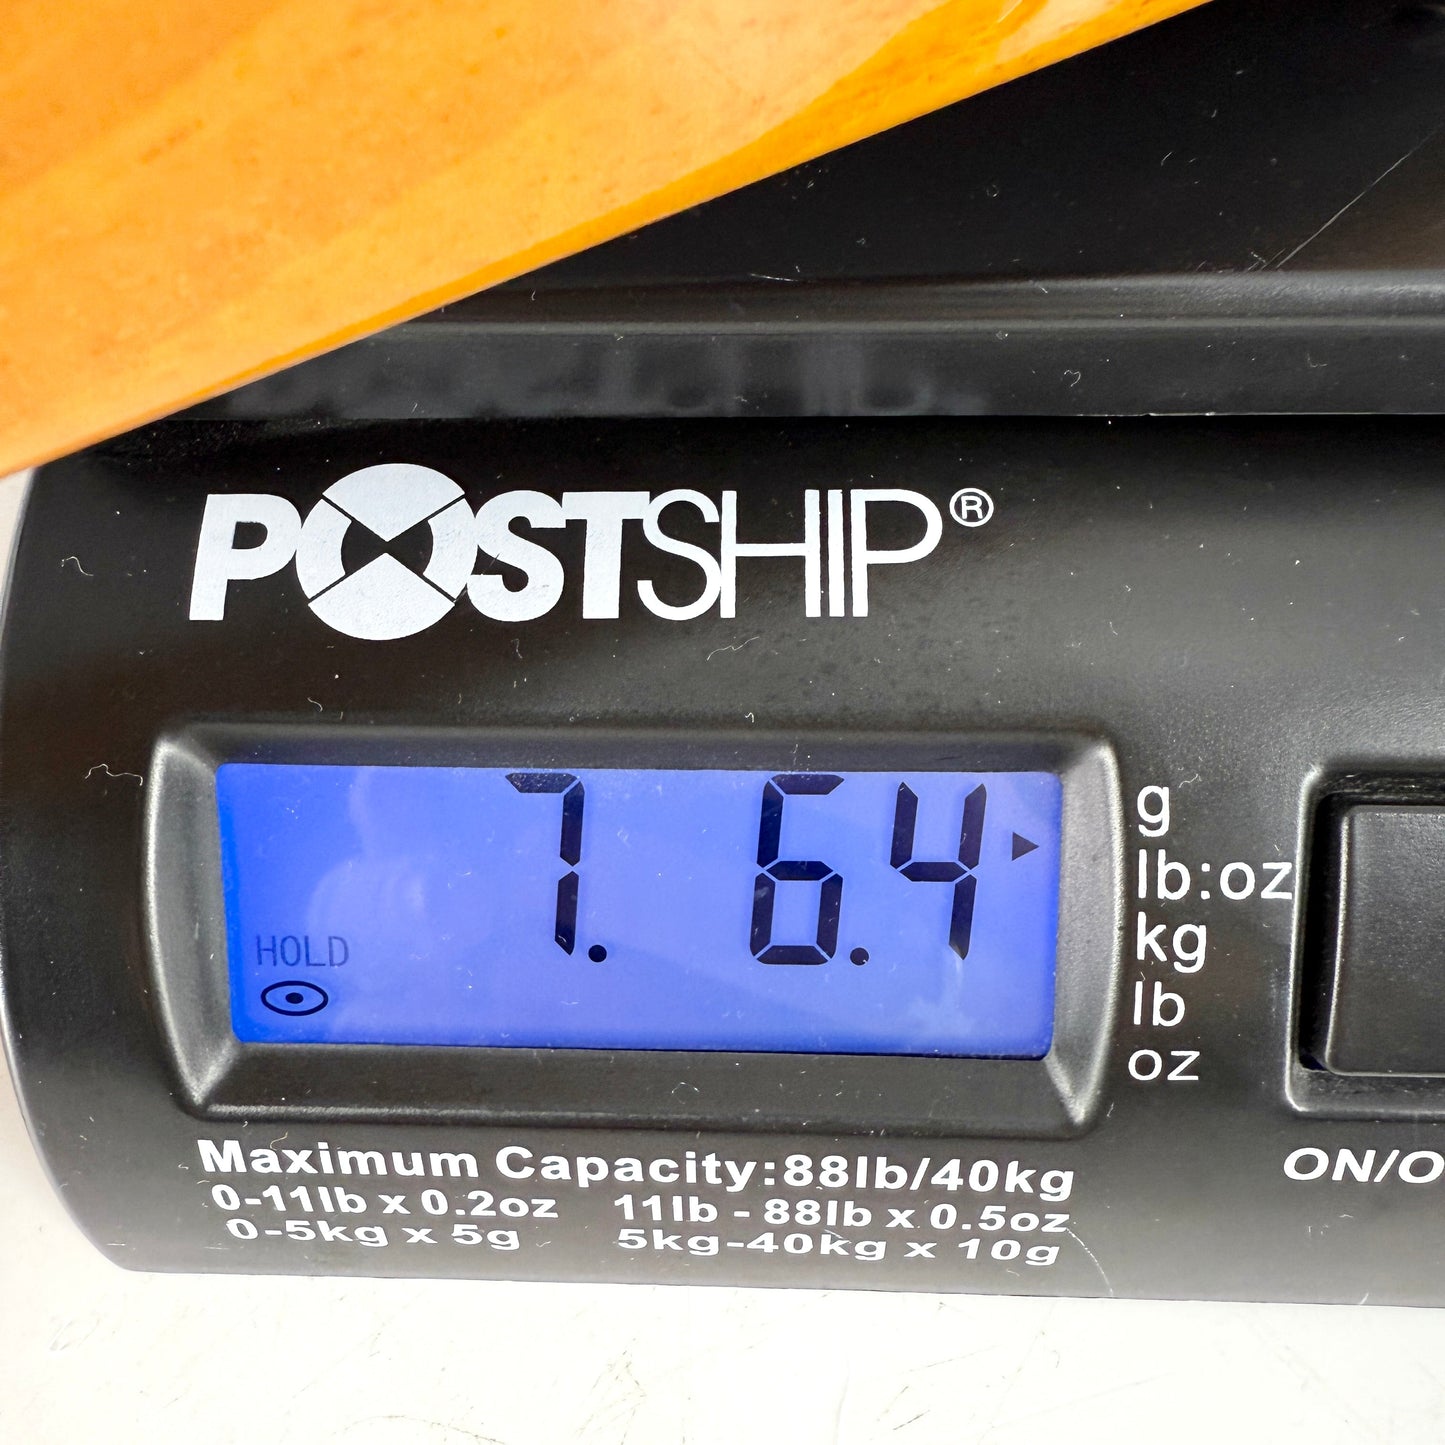 POSTSHIP®
7. 6.4
HOLD
g
lb:oz
kg
lb
oz
Maximum Capacity:88lb/40kg
0-11lb x 0.2oz 11lb - 88lb x 0.5oz
0-5kg x 5g 5kg-40kg x 10g
ON/O